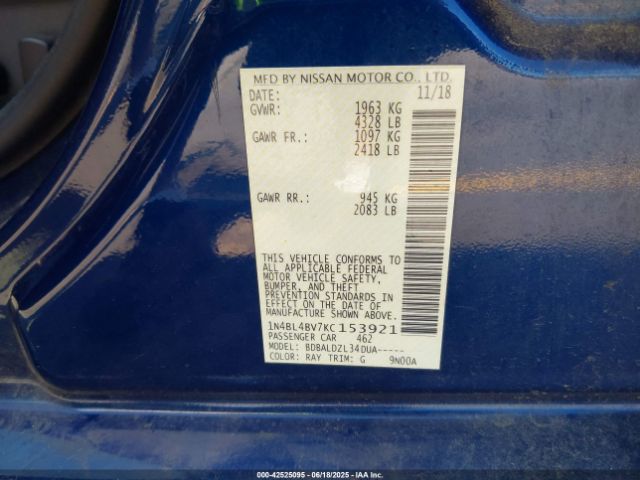 MFD BY NISSAN MOTOR CO., LTD.
DATE: 11/18
GVWR: 1963 KG
4328 LB
GAWR FR.: 1097 KG
2418 LB
GAWR RR.: 945 KG
2083 LB
THIS VEHICLE CONFORMS TO
ALL APPLICABLE FEDERAL
MOTOR VEHICLE SAFETY,
BUMPER, AND THEFT
PREVENTION STANDARDS IN
EFFECT ON THE DATE OF
MANUFACTURE SHOWN ABOVE.
1N4BL4BV7KC153921
PASSENGER CAR 462
MODEL: BDBALDZL34DUA-----
COLOR: RAY TRIM: G 9N00A
000-42525095 - 06/18/2025 - IAAI.COM